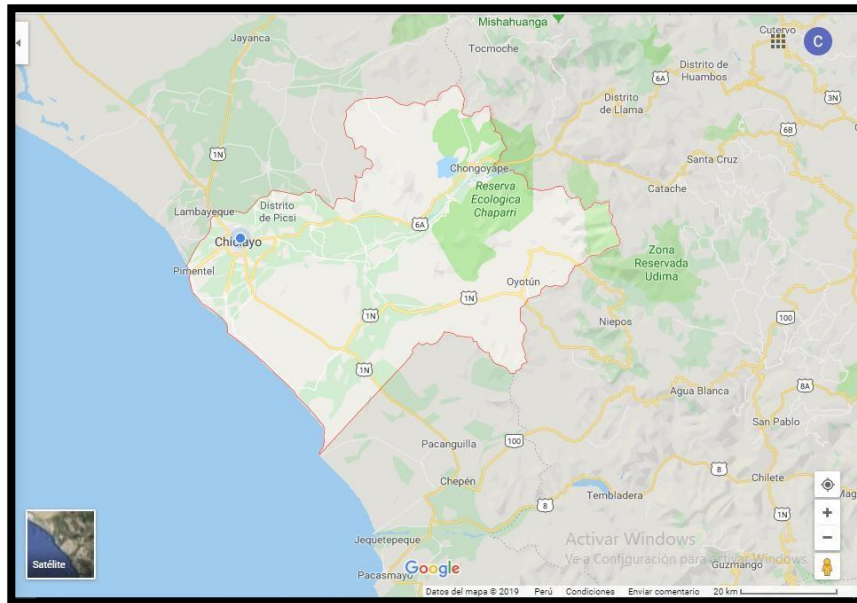 Mishahuanga
Cutervo
C
Jayanca
Tocmoche
Distrito de
Huambos
6A
3N
Distrito
de Llama
6B
1N
Chongoyape
Santa Cruz
Catache
Reserva
Ecologica
Chaparri
Lambayeque
Distrito
de Picsi
6A
Chiclayo
Pimentel
Zona
Reservada
Udima
Oyotún
1N
1N
Niepos
100
1N
8A
Agua Blanca
San Pablo
Pacanguilla
100
8
Chepén
Chilete
Tembladera
8
1N
Jequetepeque
Activar Windows
Ve a Configuración para activar Windows.
Satélite
Google
Pacasmayo
Guzmango
Datos del mapa © 2019 Perú Condiciones Enviar comentario 20 km